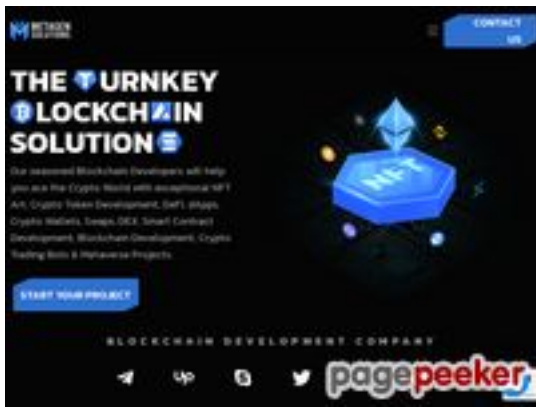 METAGEN
SOLUTIONS
CONTACT
US
THE TURNKEY
BLOCKCHAIN
SOLUTIONS
Our seasoned Blockchain Developers will help
you ace the Crypto World with exceptional NFT
Art, Crypto Token Development, DeFi, dApps,
Crypto Wallets, Swaps, DEX, Smart Contract
Development, Blockchain Development, Crypto
Trading Bots & Metaverse Projects.
NFT
START YOUR PROJECT
BLOCKCHAIN DEVELOPMENT COMPANY
up
pagepeeker